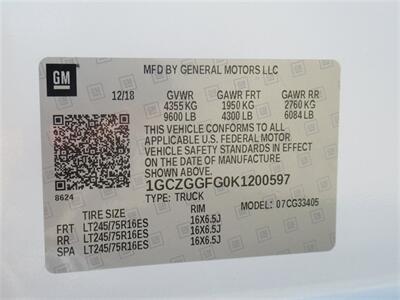 GM
MFD BY GENERAL MOTORS LLC
12/18 GVWR GAWR FRT GAWR RR
4355 KG 1950 KG 2760 KG
9600 LB 4300 LB 6084 LB
THIS VEHICLE CONFORMS TO ALL
APPLICABLE U.S. FEDERAL MOTOR
VEHICLE SAFETY STANDARDS IN EFFECT
ON THE DATE OF MANUFACTURE
SHOWN ABOVE.
1GCZGGFG0K1200597
8624
TYPE: TRUCK MODEL: 07CG33405
TIRE SIZE RIM
FRT LT245/75R16ES 16X6.5J
RR LT245/75R16ES 16X6.5J
SPA LT245/75R16ES 16X6.5J